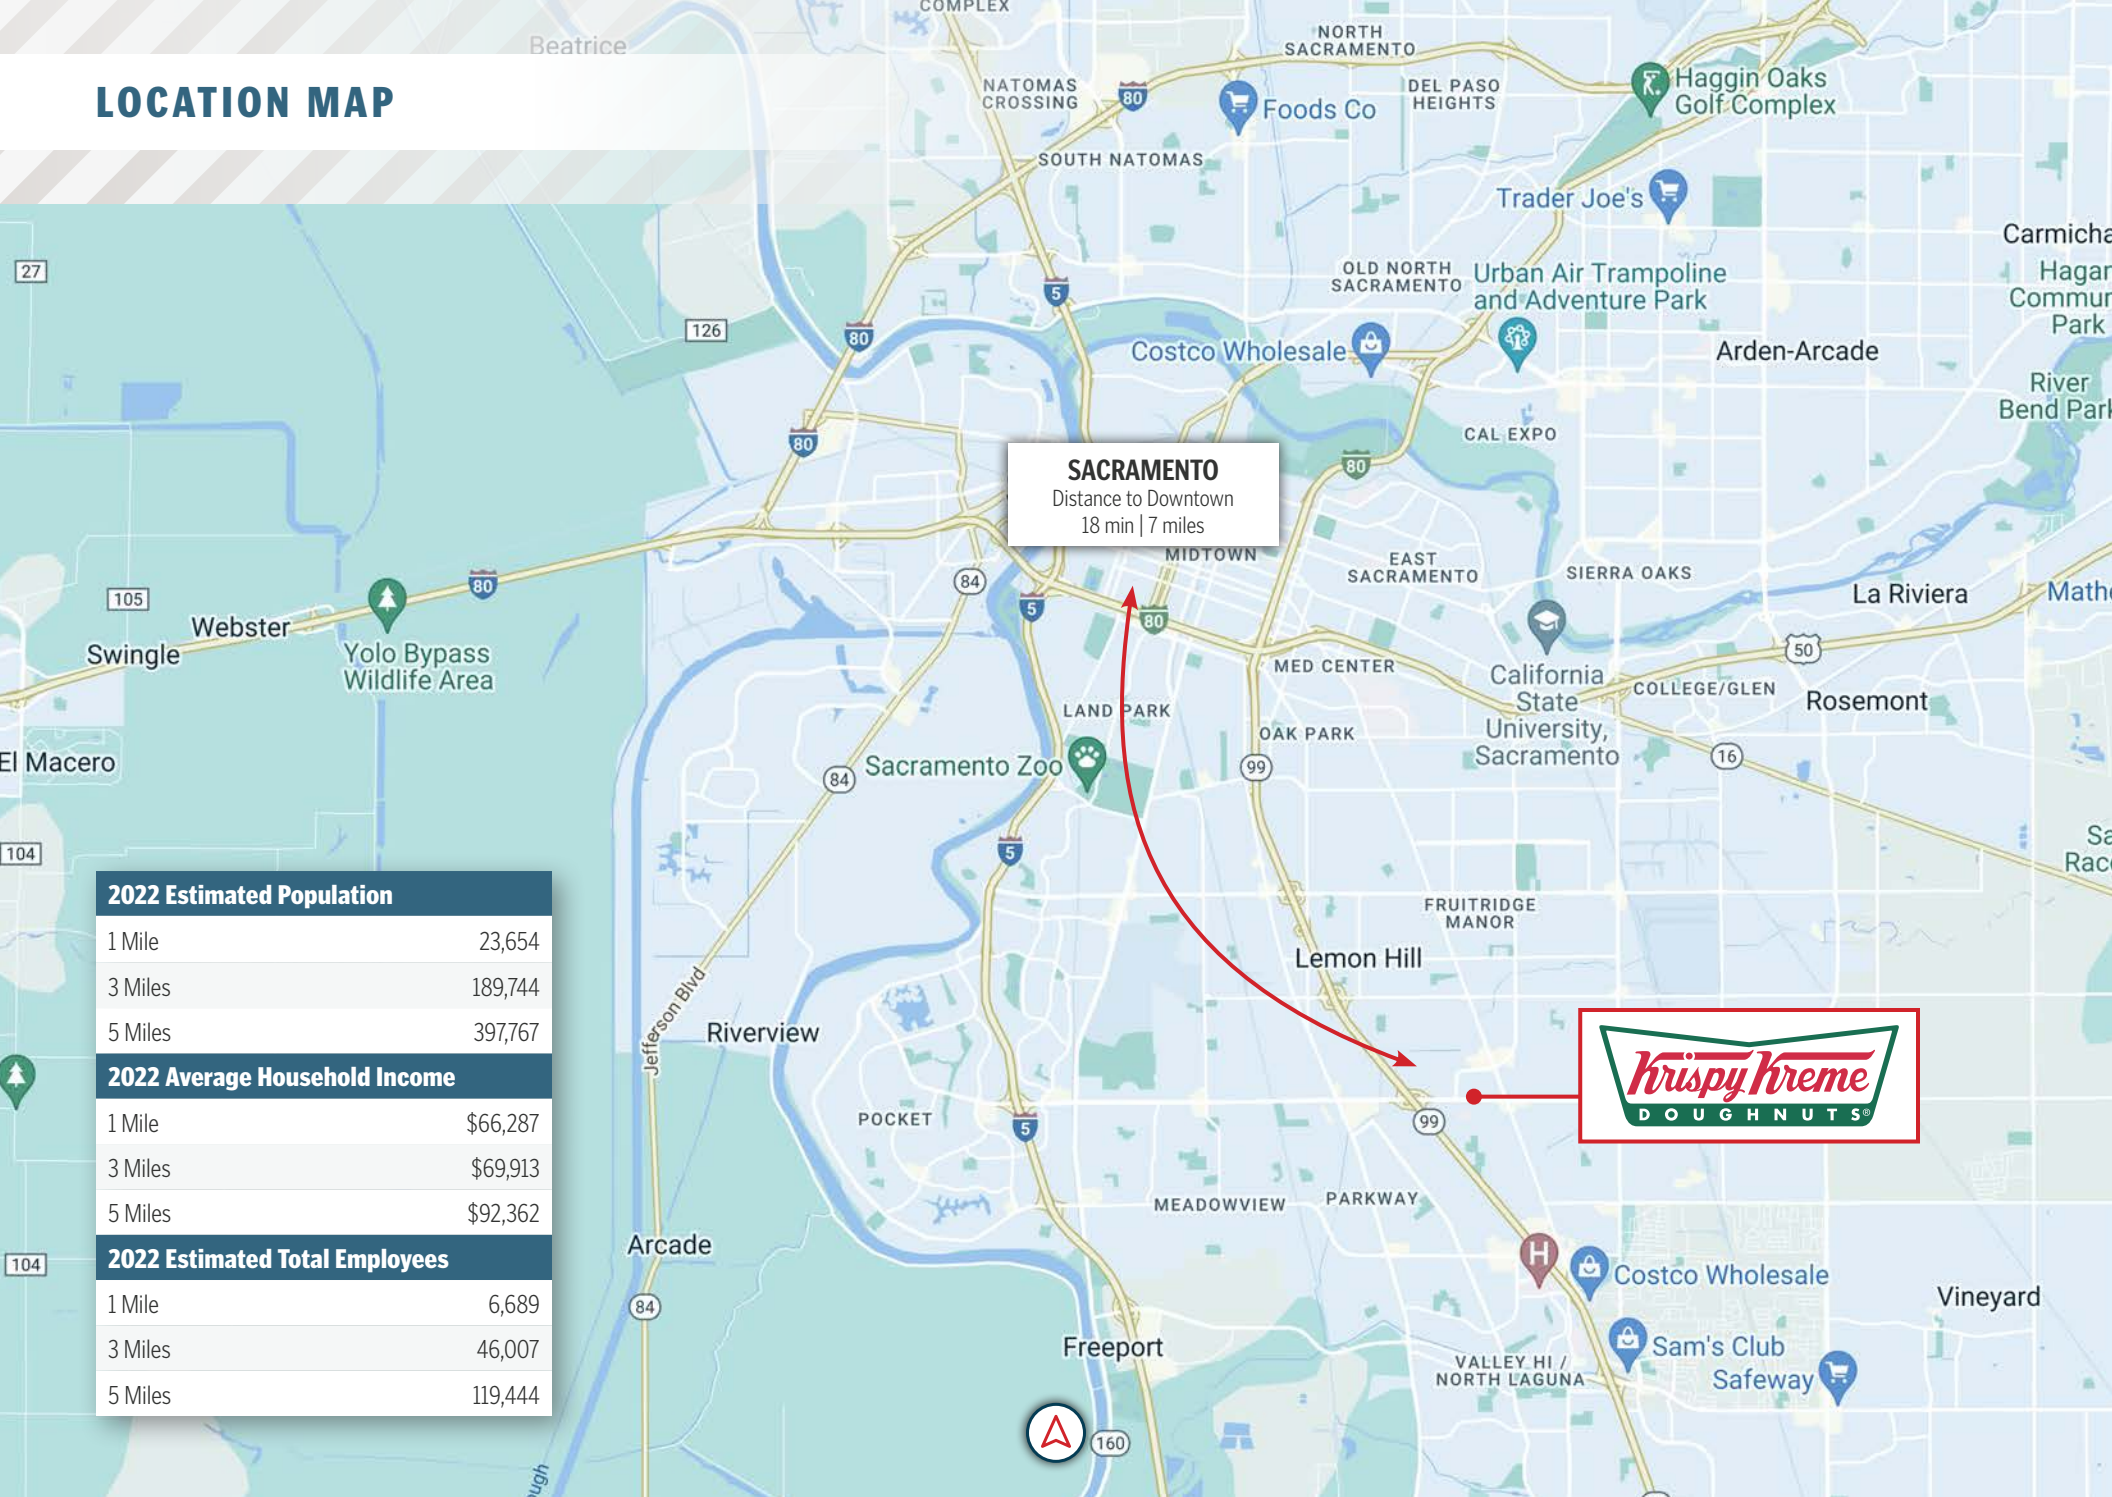 COMPLEX
Beatrice
NORTH
SACRAMENTO
LOCATION MAP
NATOMAS
CROSSING
80
Foods Co
DEL PASO
HEIGHTS
Haggin Oaks
Golf Complex
SOUTH NATOMAS
Trader Joe's
27
126
80
5
OLD NORTH
SACRAMENTO
Urban Air Trampoline
and Adventure Park
Costco Wholesale
Arden-Arcade
River
Bend Park
80
CAL EXPO
80
SACRAMENTO
Distance to Downtown
18 min | 7 miles
MIDTOWN
EAST
SACRAMENTO
SIERRA OAKS
La Riviera
105
Webster
Swingle
80
Yolo Bypass
Wildlife Area
84
5
80
MED CENTER
50
California
State
University,
Sacramento
COLLEGE/GLEN
Rosemont
LAND PARK
OAK PARK
El Macero
84
Sacramento Zoo
99
16
104
5
FRUITRIDGE
MANOR
Lemon Hill
Jefferson Blvd
Riverview
Krispy Kreme
DOUGHNUTS®
POCKET
5
99
MEADOWVIEW
PARKWAY
Arcade
104
84
H
Costco Wholesale
Vineyard
Freeport
Sam's Club
Safeway
VALLEY HI /
NORTH LAGUNA
160
2022 Estimated Population
1 Mile 23,654
3 Miles 189,744
5 Miles 397,767
2022 Average Household Income
1 Mile $66,287
3 Miles $69,913
5 Miles $92,362
2022 Estimated Total Employees
1 Mile 6,689
3 Miles 46,007
5 Miles 119,444